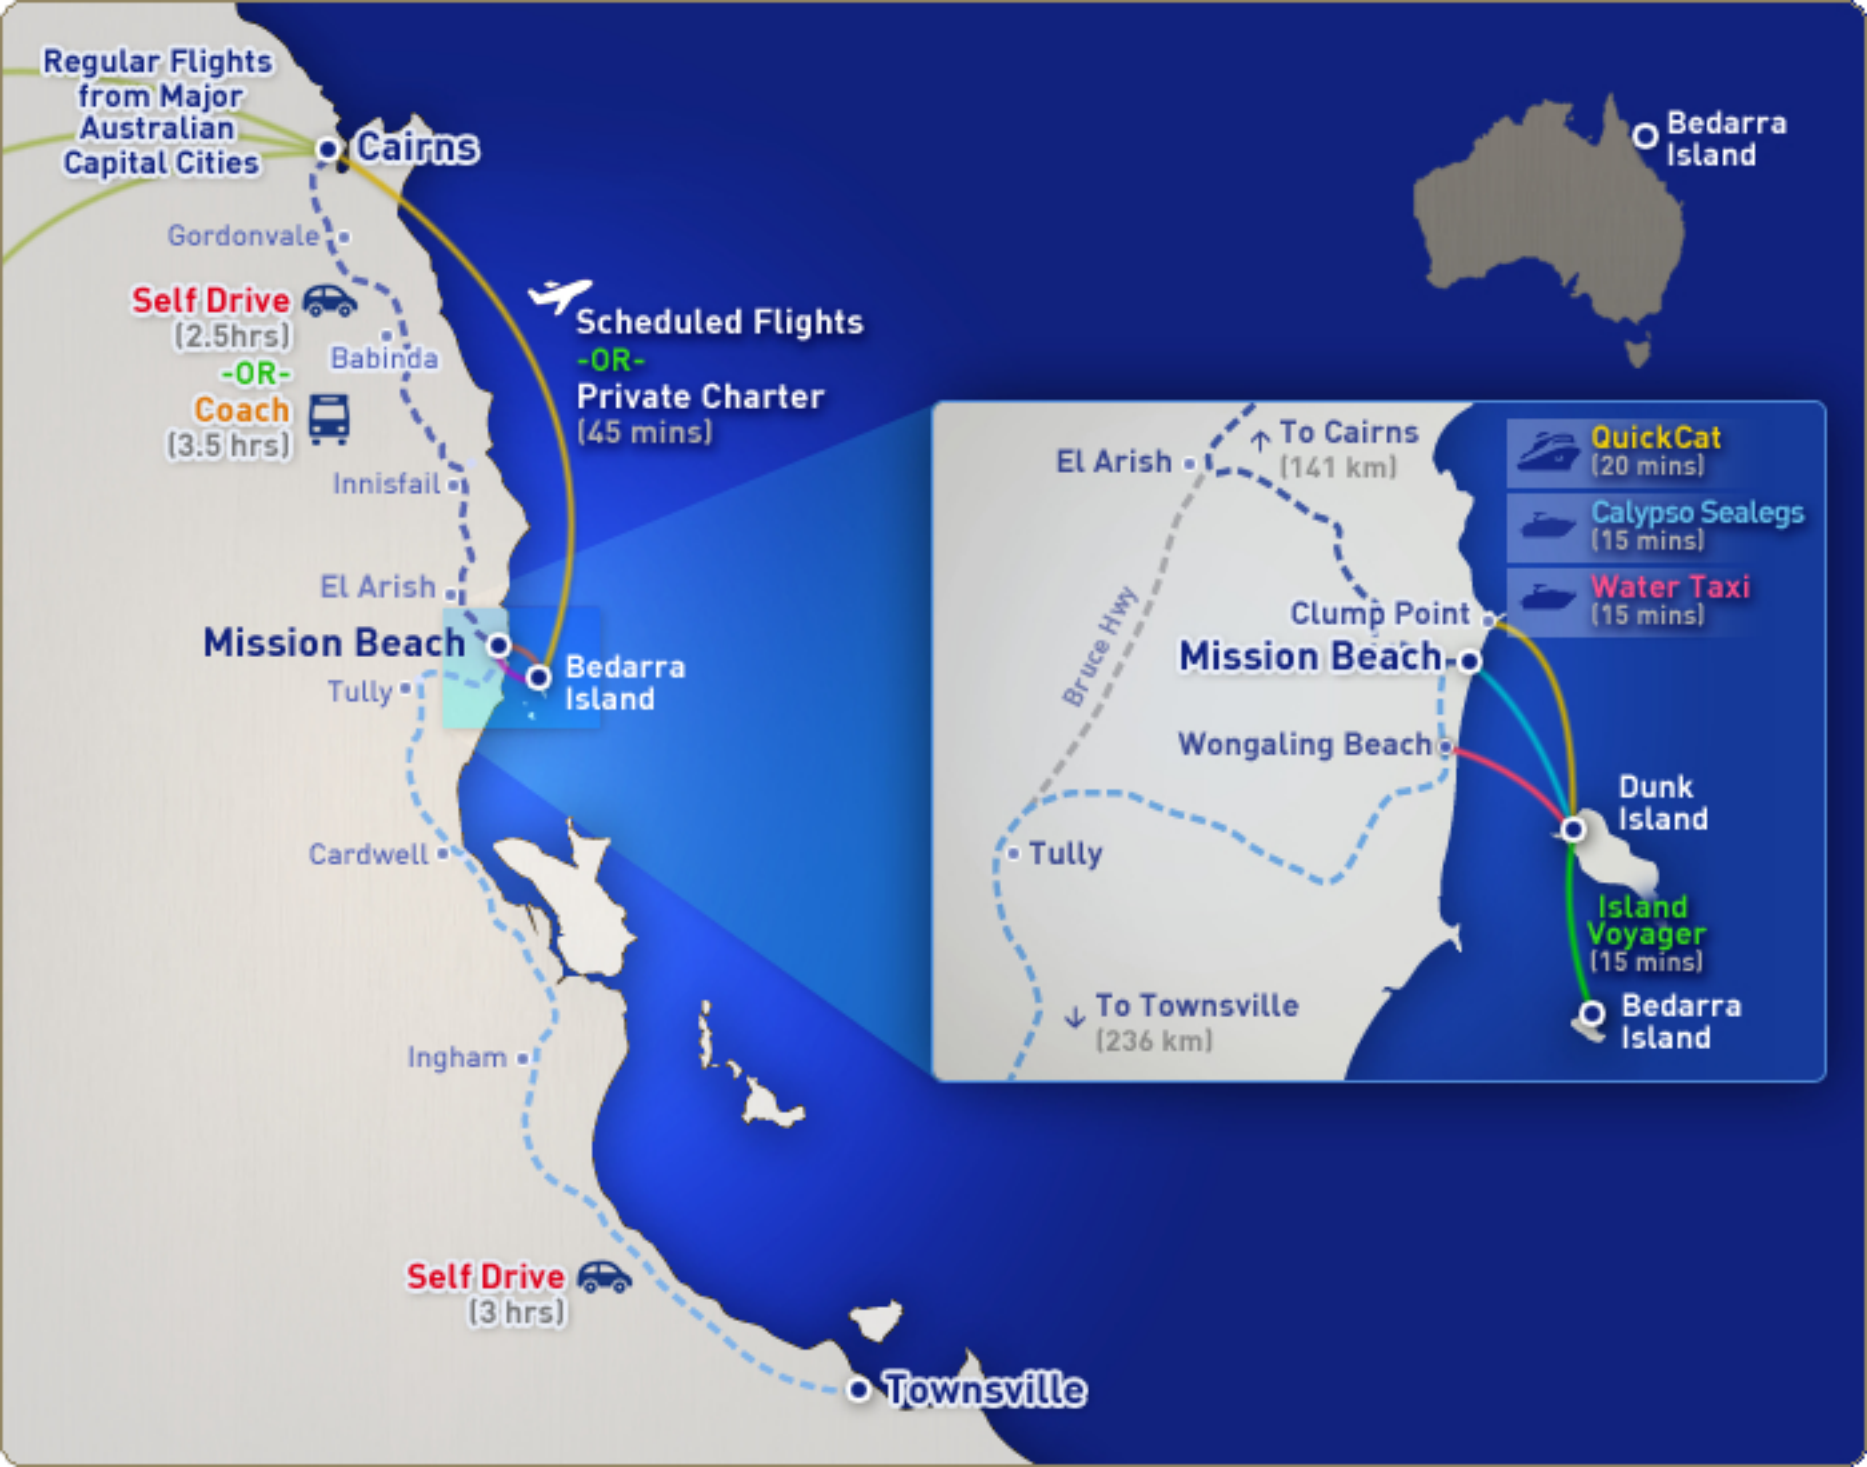 Regular Flights
from Major
Australian
Capital Cities
Cairns
Gordonvale
Self Drive
(2.5hrs)
-OR-
Coach
(3.5 hrs)
Babinda
Innisfail
El Arish
Mission Beach
Tully
Bedarra
Island
Cardwell
Ingham
Self Drive
(3 hrs)
Townsville
Scheduled Flights
-OR-
Private Charter
(45 mins)
Bedarra
Island
El Arish
To Cairns
(141 km)
QuickCat
(20 mins)
Calypso Sealegs
(15 mins)
Water Taxi
(15 mins)
Bruce Hwy
Clump Point
Mission Beach
Wongaling Beach
Dunk
Island
Tully
Island
Voyager
(15 mins)
To Townsville
(236 km)
Bedarra
Island